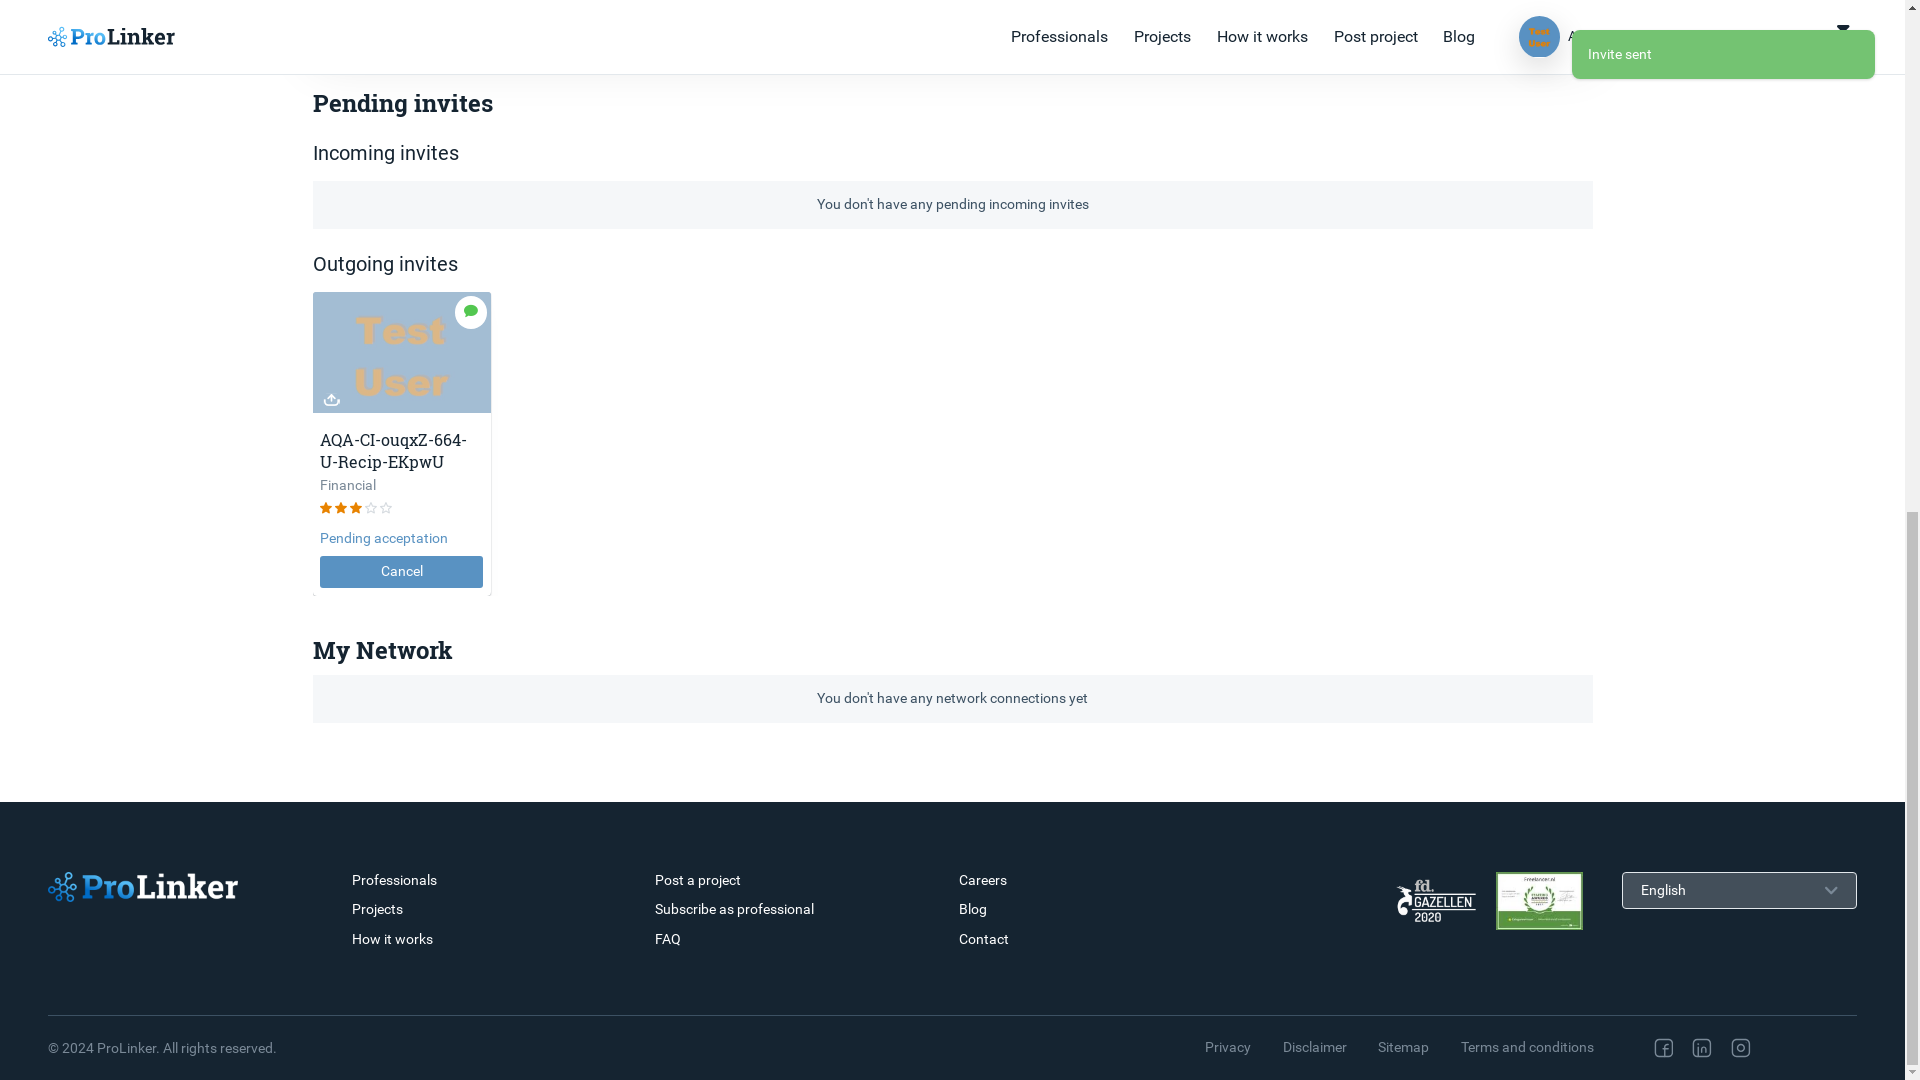 ProLinker
Professionals
Projects
How it works
Post project
Blog
Test
User
Invite sent
Pending invites
Incoming invites
You don't have any pending incoming invites
Outgoing invites
Test
User
AQA-CI-ouqxZ-664-
U-Recip-EKpwU
Financial
Pending acceptation
Cancel
My Network
You don't have any network connections yet
ProLinker
Professionals
Projects
How it works
Post a project
Subscribe as professional
FAQ
Careers
Blog
Contact
fd.
GAZELLEN
2020
Freelancer.nl
English
© 2024 ProLinker. All rights reserved.
Privacy
Disclaimer
Sitemap
Terms and conditions